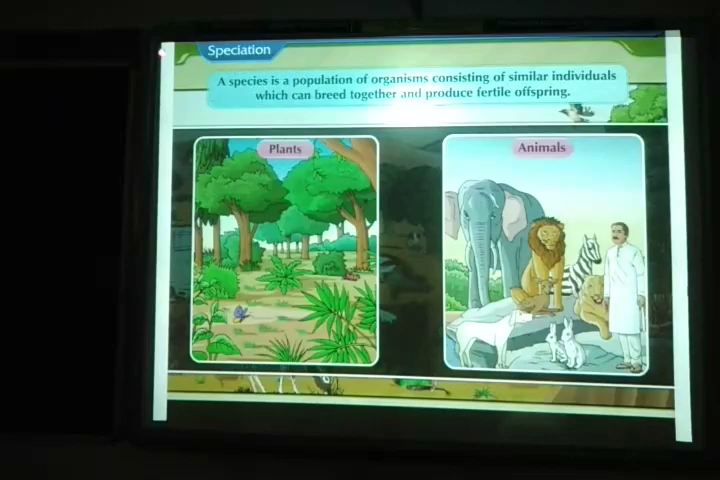 Speciation
A species is a population of organisms consisting of similar individuals
which can breed together and produce fertile offspring.
Plants
Animals